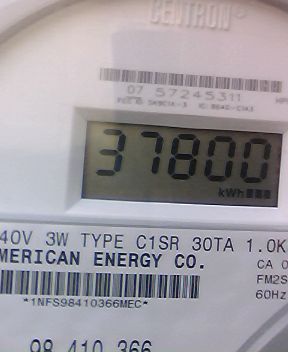 CENTRON®
07 57245311
37800
kWh
40V 3W TYPE C1SR 30TA 1.0K
MERICAN ENERGY CO.
CA 0
FM2S
60Hz
*1NFS98410366MEC*
98 410 366